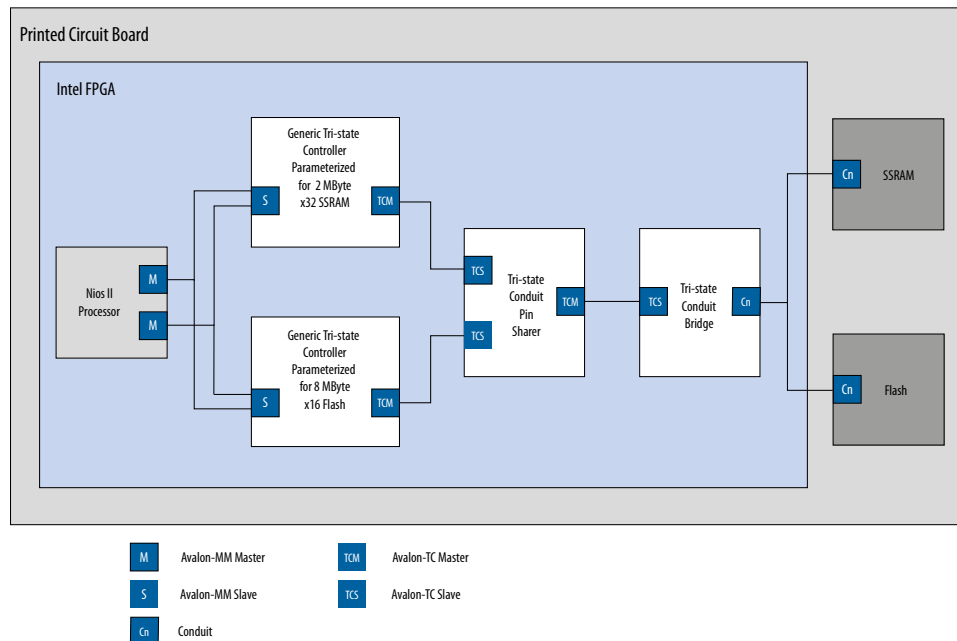 Printed Circuit Board
Intel FPGA
Generic Tri-state
Controller
Parameterized
for 2 MByte
x32 SSRAM
S
TCM
Cn
SSRAM
M
Nios II
Processor
M
TCS
TCS
Tri-state
Conduit
Pin
Sharer
TCM
TCS
Tri-state
Conduit
Bridge
Cn
Generic Tri-state
Controller
Parameterized
for 8 MByte
x16 Flash
S
TCM
Cn
Flash
M
Avalon-MM Master
TCM
Avalon-TC Master
S
Avalon-MM Slave
TCS
Avalon-TC Slave
Cn
Conduit